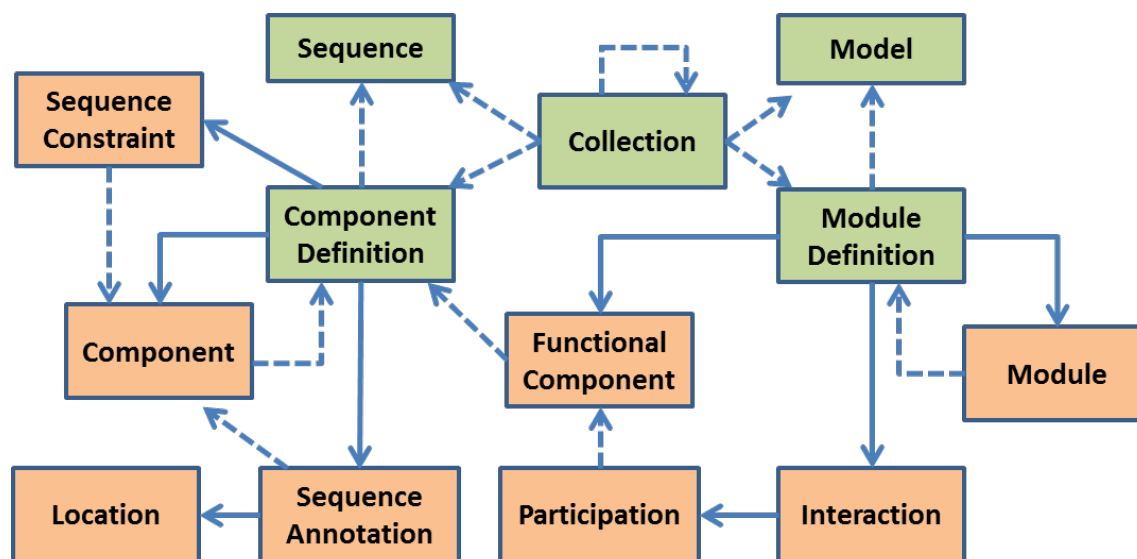 Sequence
Model
Sequence
Constraint
Collection
Component
Definition
Module
Definition
Component
Functional
Component
Module
Location
Sequence
Annotation
Participation
Interaction